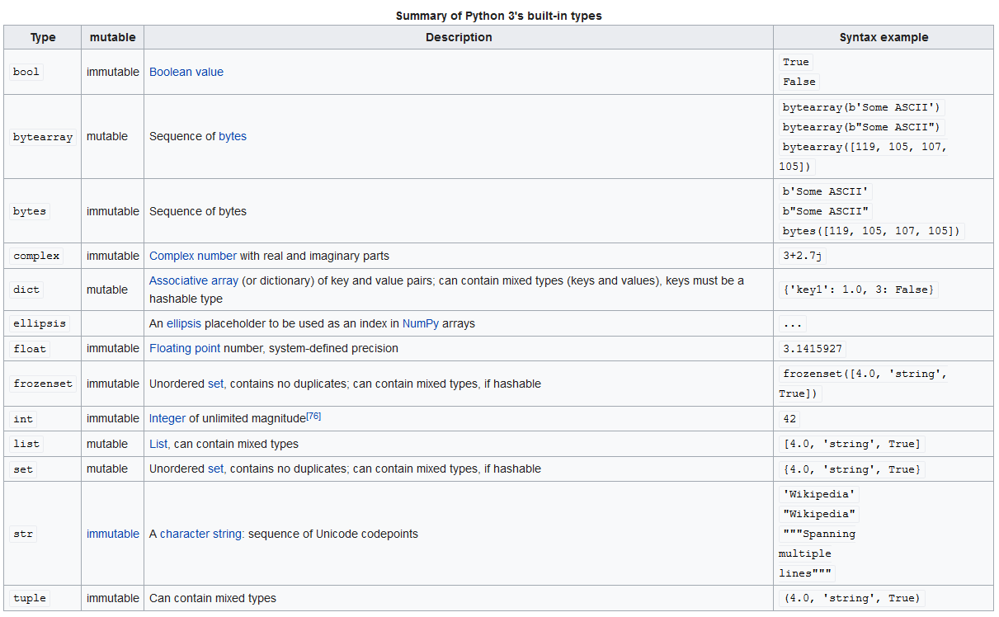 Summary of Python 3's built-in types
Type mutable Description Syntax example
bool immutable Boolean value True
False
bytearray mutable Sequence of bytes bytearray(b'Some ASCII')
bytearray(b"Some ASCII")
bytearray([119, 105, 107,
105])
bytes immutable Sequence of bytes b'Some ASCII'
b"Some ASCII"
bytes([119, 105, 107, 105])
complex immutable Complex number with real and imaginary parts 3+2.7j
dict mutable Associative array (or dictionary) of key and value pairs; can contain mixed types (keys and values), keys must be a
hashable type {'key1': 1.0, 3: False}
ellipsis An ellipsis placeholder to be used as an index in NumPy arrays ...
float immutable Floating point number, system-defined precision 3.1415927
frozenset immutable Unordered set, contains no duplicates; can contain mixed types, if hashable frozenset([4.0, 'string',
True])
int immutable Integer of unlimited magnitude[76] 42
list mutable List, can contain mixed types [4.0, 'string', True]
set mutable Unordered set, contains no duplicates; can contain mixed types, if hashable {4.0, 'string', True}
str immutable A character string: sequence of Unicode codepoints 'Wikipedia'
"Wikipedia"
"""Spanning
multiple
lines"""
tuple immutable Can contain mixed types (4.0, 'string', True)